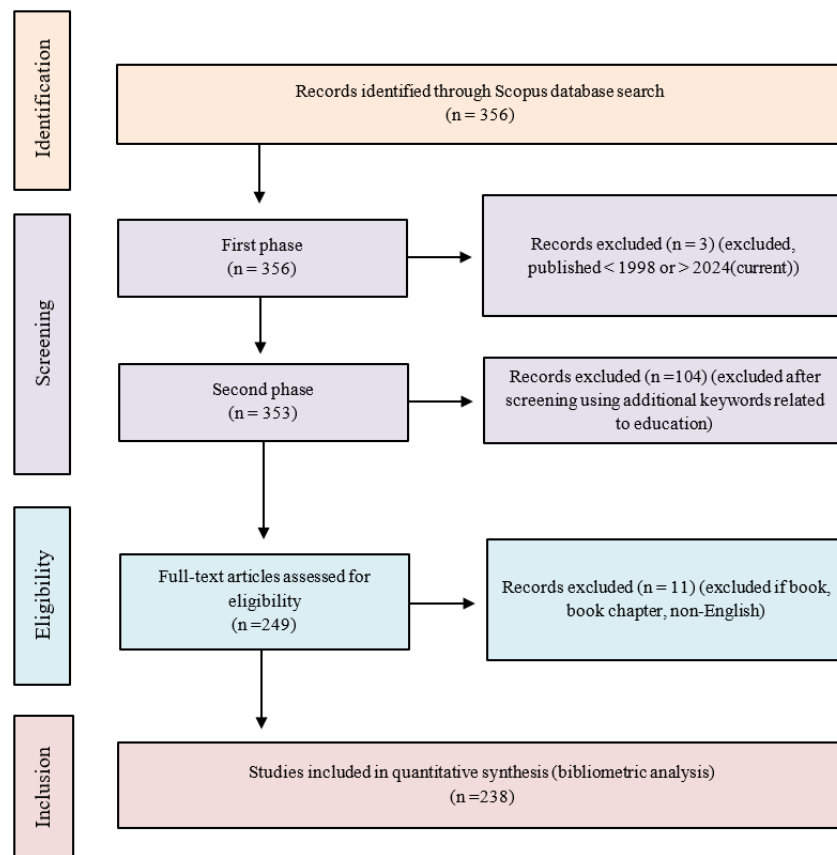 Identification
Records identified through Scopus database search
(n = 356)
Screening
First phase
(n = 356)
Records excluded (n = 3) (excluded,
published < 1998 or > 2024(current))
Second phase
(n = 353)
Records excluded (n =104) (excluded after
screening using additional keywords related
to education)
Eligibility
Full-text articles assessed for
eligibility
(n =249)
Records excluded (n = 11) (excluded if book,
book chapter, non-English)
Inclusion
Studies included in quantitative synthesis (bibliometric analysis)
(n =238)